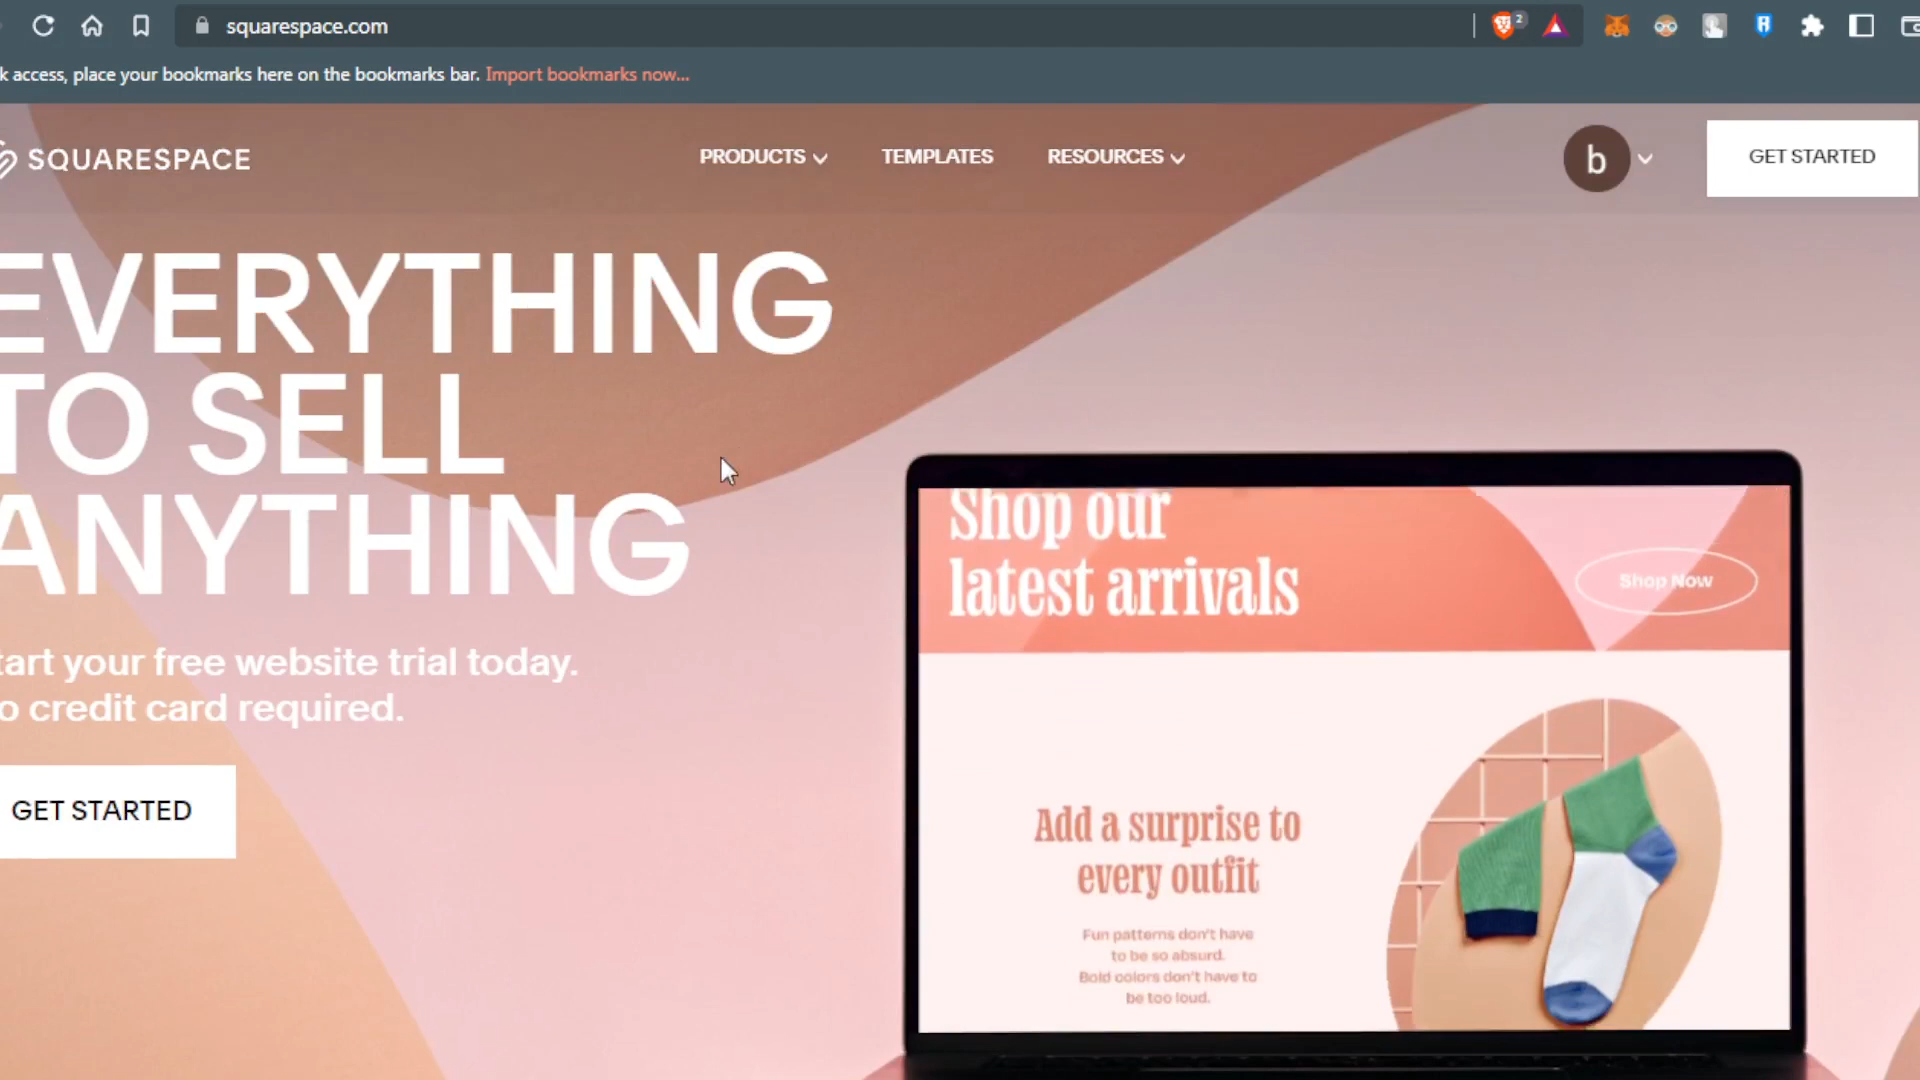 squarespace.com
2
k access, place your bookmarks here on the bookmarks bar. Import bookmarks now...
SQUARESPACE
PRODUCTS
TEMPLATES
RESOURCES
b
GET STARTED
EVERYTHING
TO SELL
ANYTHING
tart your free website trial today.
o credit card required.
GET STARTED
Shop our
latest arrivals
Shop Now
Add a surprise to
every outfit
Fun patterns don't have
to be so absurd.
Bold colors don't have to
be too loud.